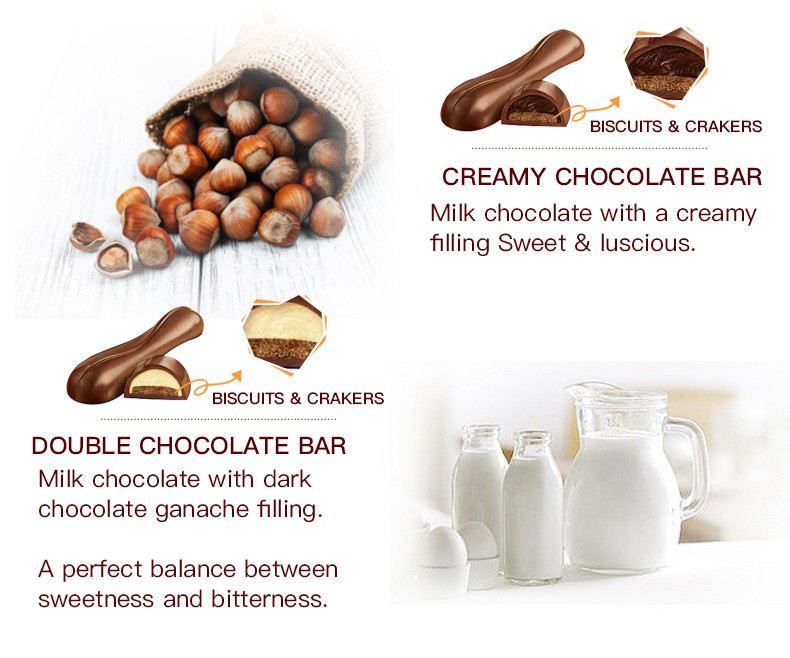 BISCUITS & CRAKERS
CREAMY CHOCOLATE BAR
Milk chocolate with a creamy
filling Sweet & luscious.
BISCUITS & CRAKERS
DOUBLE CHOCOLATE BAR
Milk chocolate with dark
chocolate ganache filling.
A perfect balance between
sweetness and bitterness.